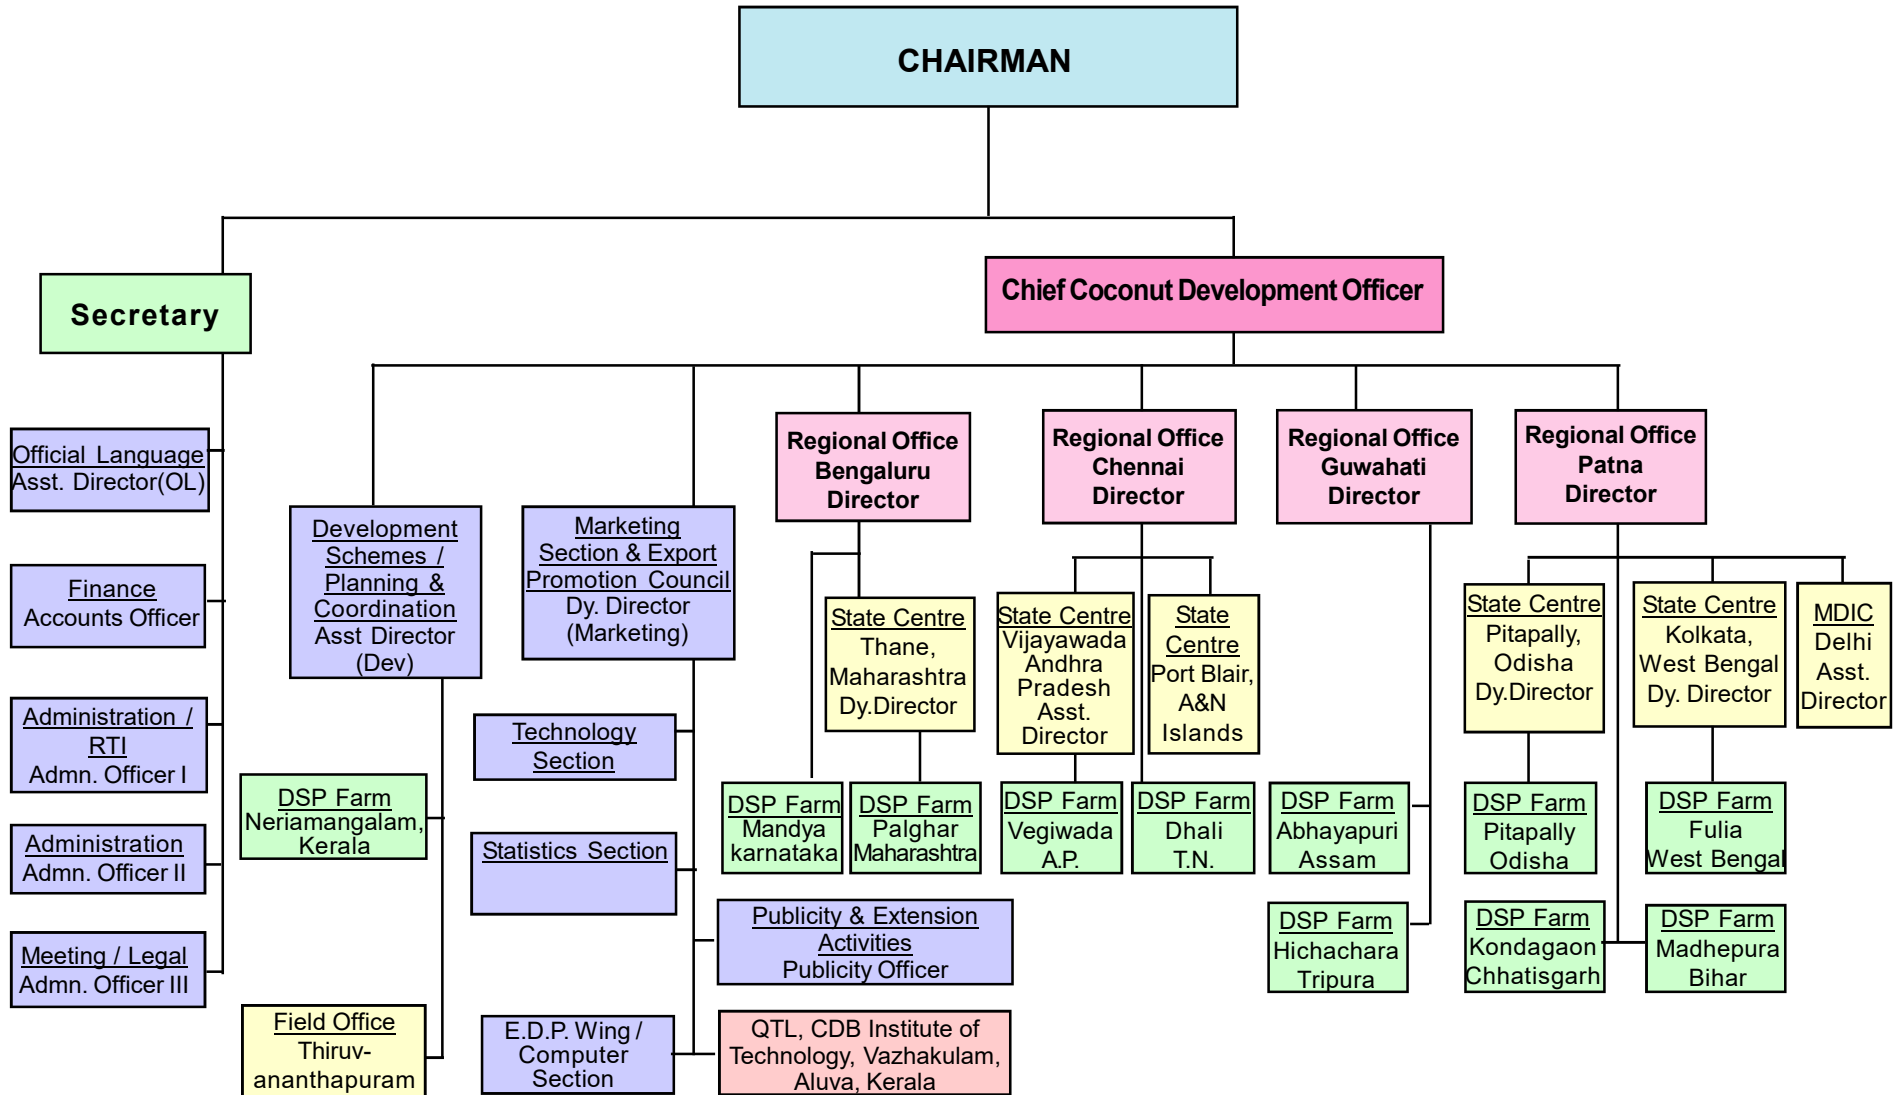 CHAIRMAN
Secretary
Chief Coconut Development Officer
Official Language
Asst. Director(OL)
Finance
Accounts Officer
Administration /
RTI
Admn. Officer I
Administration
Admn. Officer II
Meeting / Legal
Admn. Officer III
Development
Schemes /
Planning &
Coordination
Asst Director
(Dev)
DSP Farm
Neriamangalam,
Kerala
Field Office
Thiruv-
ananthapuram
Marketing
Section & Export
Promotion Council
Dy. Director
(Marketing)
Technology
Section
Statistics Section
Publicity & Extension
Activities
Publicity Officer
E.D.P. Wing /
Computer
Section
QTL, CDB Institute of
Technology, Vazhakulam,
Aluva, Kerala
Regional Office
Bengaluru
Director
State Centre
Thane,
Maharashtra
Dy.Director
DSP Farm
Mandya
karnataka
DSP Farm
Palghar
Maharashtra
Regional Office
Chennai
Director
State Centre
Vijayawada
Andhra
Pradesh
Asst.
Director
State
Centre
Port Blair,
A&N
Islands
DSP Farm
Vegiwada
A.P.
DSP Farm
Dhali
T.N.
Regional Office
Guwahati
Director
DSP Farm
Abhayapuri
Assam
DSP Farm
Hichachara
Tripura
Regional Office
Patna
Director
State Centre
Pitapally,
Odisha
Dy.Director
State Centre
Kolkata,
West Bengal
Dy. Director
MDIC
Delhi
Asst.
Director
DSP Farm
Pitapally
Odisha
DSP Farm
Fulia
West Bengal
DSP Farm
Kondagaon
Chhatisgarh
DSP Farm
Madhepura
Bihar